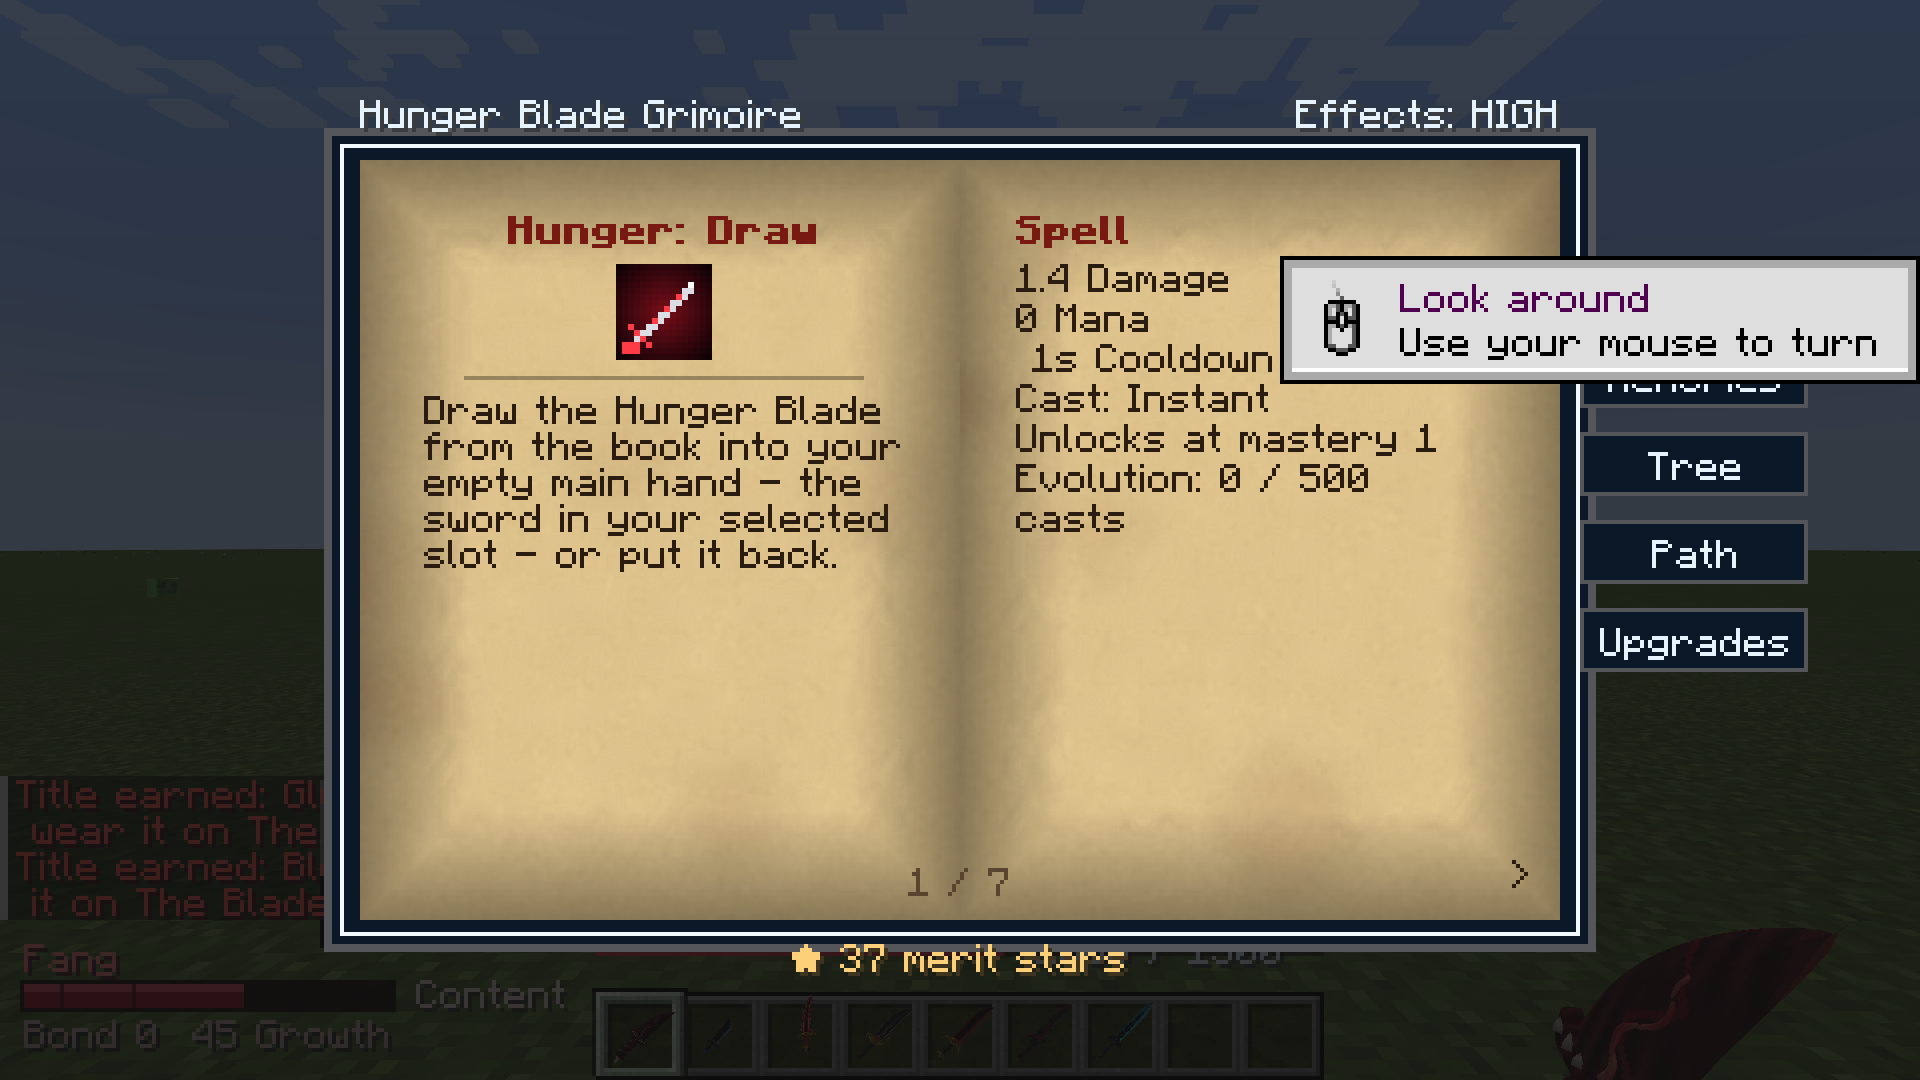 Hunger Blade Grimoire
Effects: HIGH
Hunger: Draw
Draw the Hunger Blade
from the book into your
empty main hand – the
sword in your selected
slot – or put it back.
Spell
1.4 Damage
0 Mana
1s Cooldown
Cast: Instant
Unlocks at mastery 1
Evolution: 0 / 500
casts
Look around
Use your mouse to turn
Tree
Path
Upgrades
1 / 7
>
Title earned:
wear it on The
Title earned:
it on The Blade
Fang
Content
Bond 0 45 Growth
37 merit stars
/ 1500